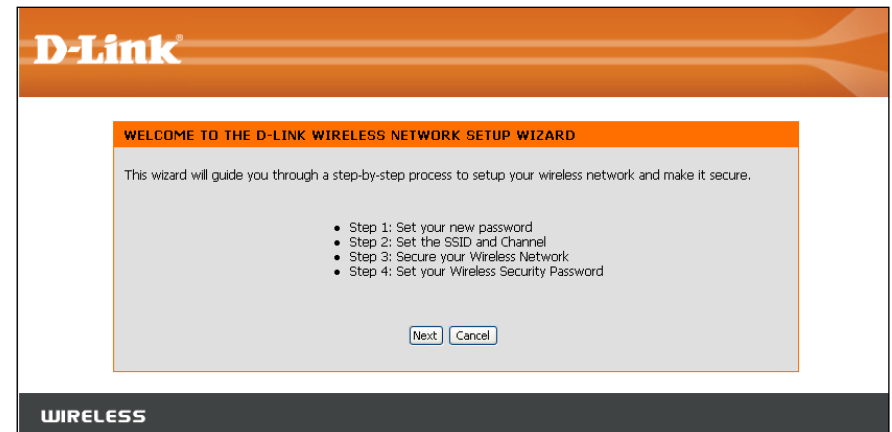 D-Link®
WELCOME TO THE D-LINK WIRELESS NETWORK SETUP WIZARD
This wizard will guide you through a step-by-step process to setup your wireless network and make it secure.
• Step 1: Set your new password
• Step 2: Set the SSID and Channel
• Step 3: Secure your Wireless Network
• Step 4: Set your Wireless Security Password
Next Cancel
WIRELESS